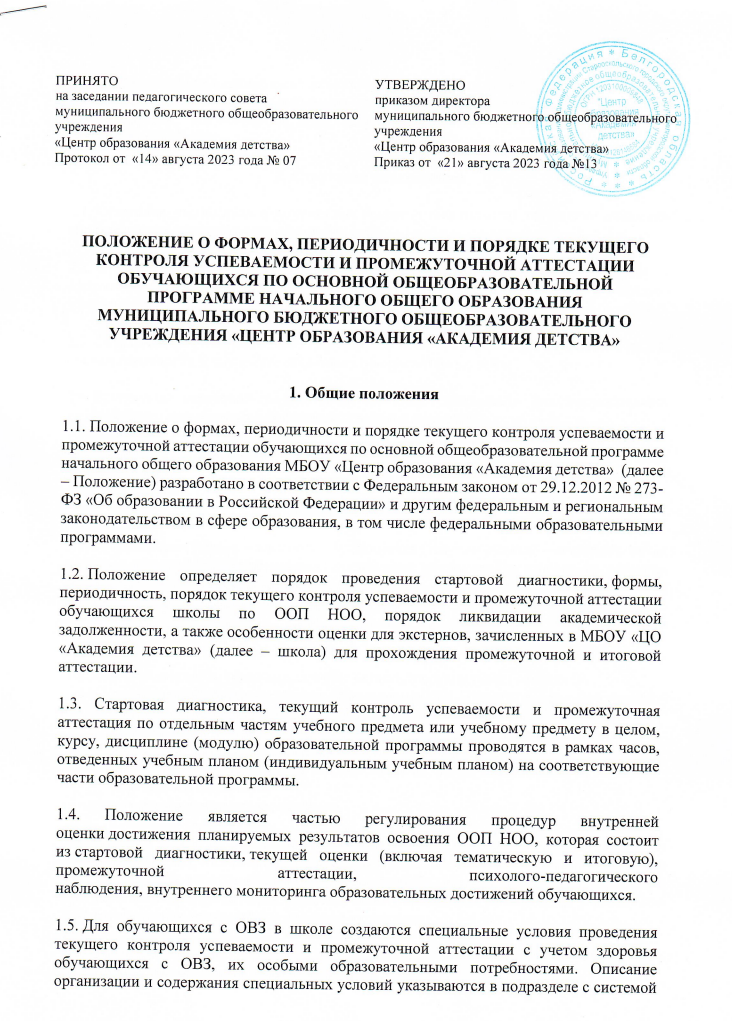 ПРИНЯТО
на заседании педагогического совета
муниципального бюджетного общеобразовательного
учреждения
«Центр образования «Академия детства»
Протокол от «14» августа 2023 года № 07
УТВЕРЖДЕНО
приказом директора
муниципального бюджетного общеобразовательного
учреждения
«Центр образования «Академия детства»
Приказ от «21» августа 2023 года №13
ПОЛОЖЕНИЕ О ФОРМАХ, ПЕРИОДИЧНОСТИ И ПОРЯДКЕ ТЕКУЩЕГО
КОНТРОЛЯ УСПЕВАЕМОСТИ И ПРОМЕЖУТОЧНОЙ АТТЕСТАЦИИ
ОБУЧАЮЩИХСЯ ПО ОСНОВНОЙ ОБЩЕОБРАЗОВАТЕЛЬНОЙ
ПРОГРАММЕ НАЧАЛЬНОГО ОБЩЕГО ОБРАЗОВАНИЯ
МУНИЦИПАЛЬНОГО БЮДЖЕТНОГО ОБЩЕОБРАЗОВАТЕЛЬНОГО
УЧРЕЖДЕНИЯ «ЦЕНТР ОБРАЗОВАНИЯ «АКАДЕМИЯ ДЕТСТВА»
1. Общие положения
1.1. Положение о формах, периодичности и порядке текущего контроля успеваемости и
промежуточной аттестации обучающихся по основной общеобразовательной программе
начального общего образования МБОУ «Центр образования «Академия детства» (далее
– Положение) разработано в соответствии с Федеральным законом от 29.12.2012 № 273-
ФЗ «Об образовании в Российской Федерации» и другим федеральным и региональным
законодательством в сфере образования, в том числе федеральными образовательными
программами.
1.2. Положение определяет порядок проведения стартовой диагностики, формы,
периодичность, порядок текущего контроля успеваемости и промежуточной аттестации
обучающихся школы по ООП НОО, порядок ликвидации академической
задолженности, а также особенности оценки для экстернов, зачисленных в МБОУ «ЦО
«Академия детства» (далее – школа) для прохождения промежуточной и итоговой
аттестации.
1.3. Стартовая диагностика, текущий контроль успеваемости и промежуточная
аттестация по отдельным частям учебного предмета или учебному предмету в целом,
курсу, дисциплине (модулю) образовательной программы проводятся в рамках часов,
отведенных учебным планом (индивидуальным учебным планом) на соответствующие
части образовательной программы.
1.4. Положение является частью регулирования процедур внутренней
оценки достижения планируемых результатов освоения ООП НОО, которая состоит
из стартовой диагностики, текущей оценки (включая тематическую и итоговую),
промежуточной аттестации, психолого-педагогического
наблюдения, внутреннего мониторинга образовательных достижений обучающихся.
1.5. Для обучающихся с ОВЗ в школе создаются специальные условия проведения
текущего контроля успеваемости и промежуточной аттестации с учетом здоровья
обучающихся с ОВЗ, их особыми образовательными потребностями. Описание
организации и содержания специальных условий указываются в подразделе с системой